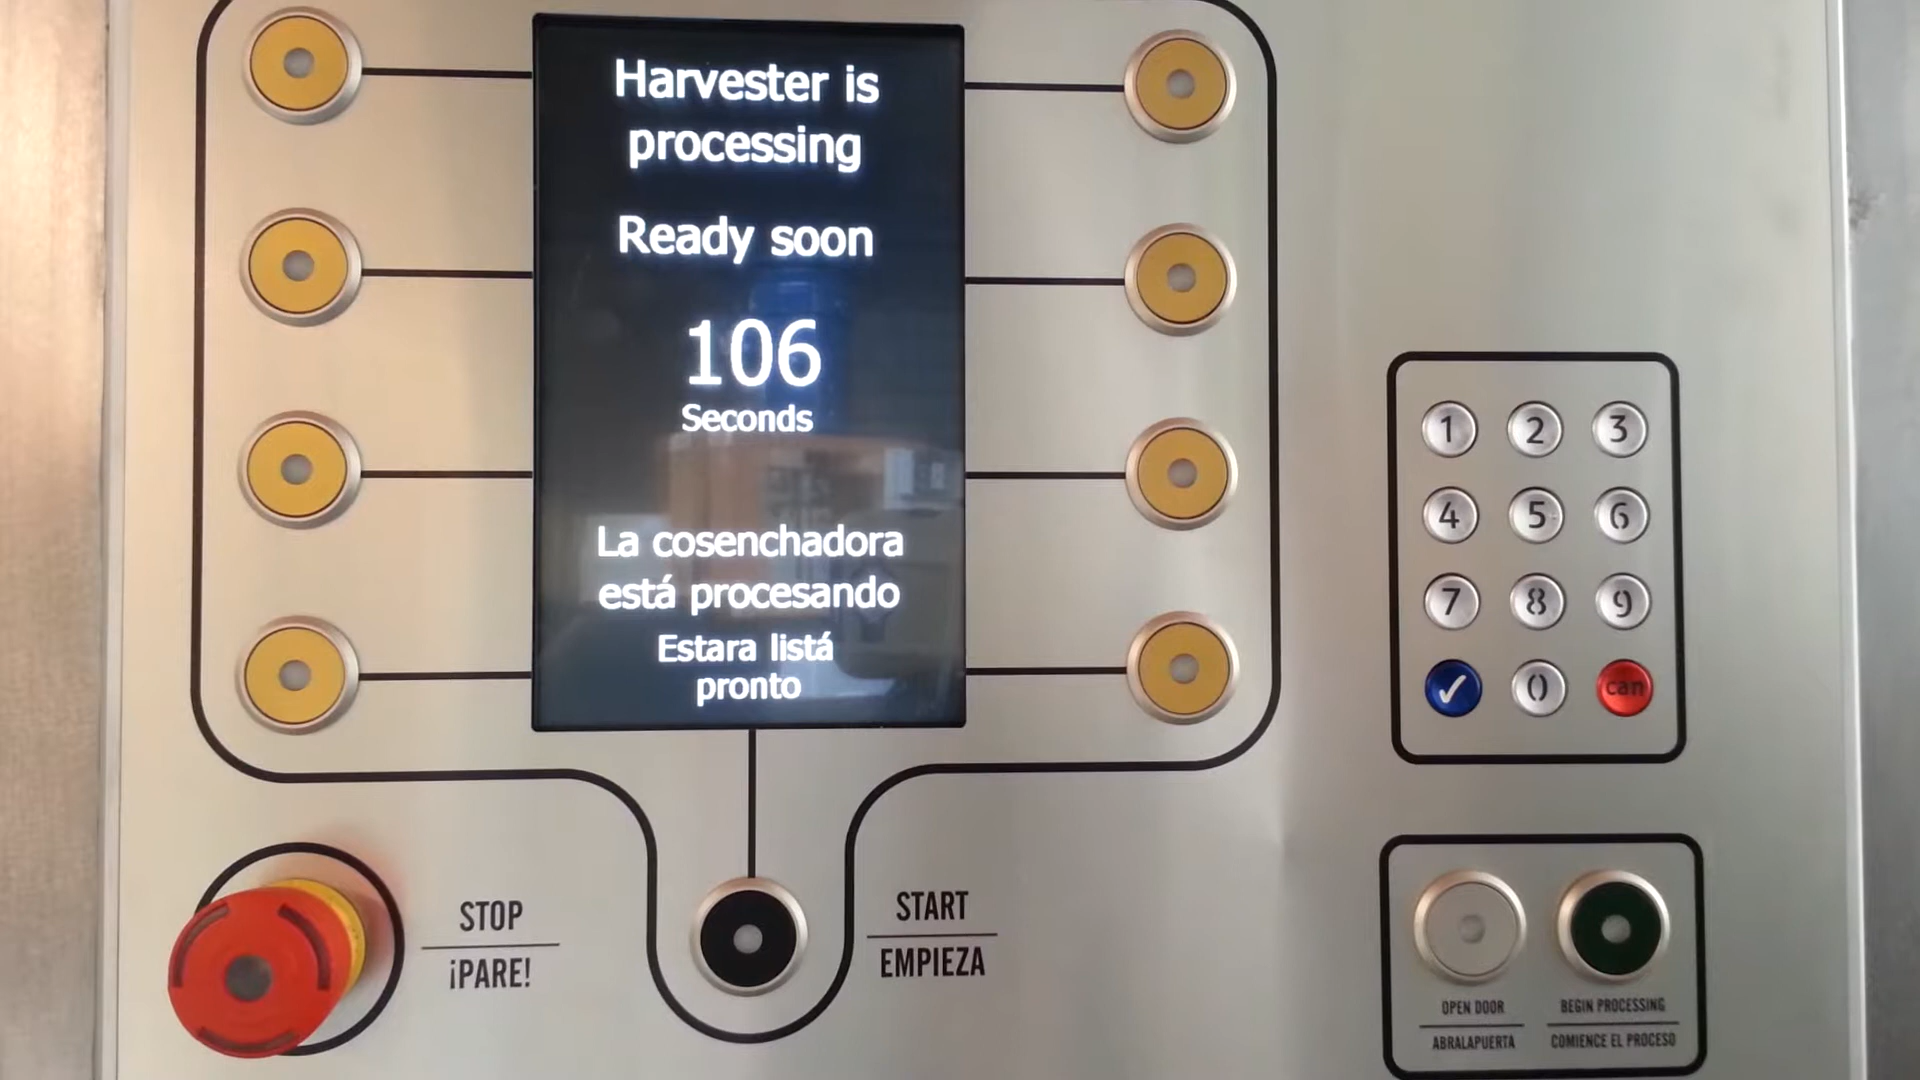 Harvester is
processing
Ready soon
106
Seconds
La cosenchadora
está procesando
Estara listá
pronto
1 2 3
4 5 6
7 8 9
✓ 0 can
STOP
¡PARE!
START
EMPIEZA
OPEN DOOR
ABRALAPUERTA
BEGIN PROCESSING
COMIENCE EL PROCESO